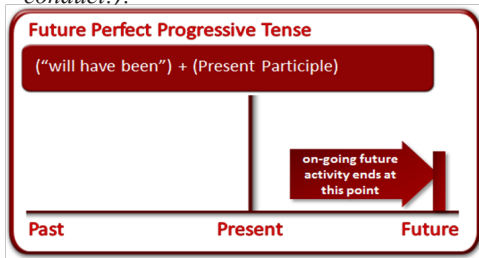 conduct.).
Future Perfect Progressive Tense
(“will have been”) + (Present Participle)
on-going future
activity ends at
this point
Past Present Future